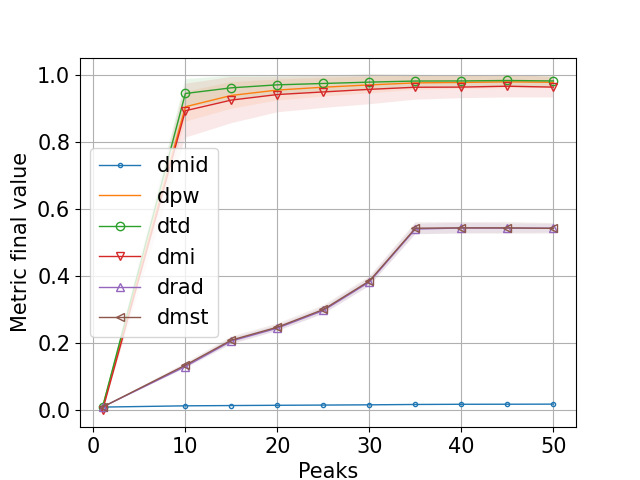 1.0
0.8
0.6
0.4
0.2
0.0
Metric final value
dmid
dpw
dtd
dmi
drad
dmst
0 10 20 30 40 50
Peaks